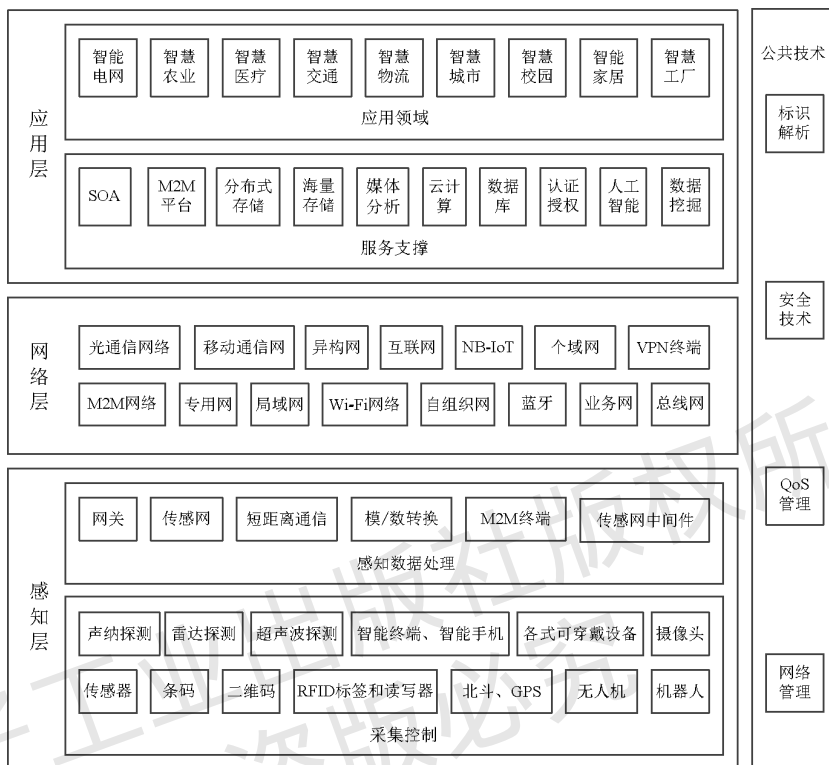 应用层
智能电网
智慧农业
智慧医疗
智慧交通
智慧物流
智慧城市
智慧校园
智能家居
智慧工厂
应用领域
SOA
M2M平台
分布式存储
海量存储
媒体分析
云计算
数据库
认证授权
人工智能
数据挖掘
服务支撑
网络层
光通信网络
移动通信网
异构网
互联网
NB-IoT
个域网
VPN终端
M2M网络
专用网
局域网
Wi-Fi网络
自组织网
蓝牙
业务网
总线网
感知层
网关
传感网
短距离通信
模/数转换
M2M终端
传感网中间件
感知数据处理
声纳探测
雷达探测
超声波探测
智能终端、智能手机
各式可穿戴设备
摄像头
传感器
条码
二维码
RFID标签和读写器
北斗、GPS
无人机
机器人
采集控制
公共技术
标识解析
安全技术
QoS管理
网络管理
子工业出版社版权所
盗版必究